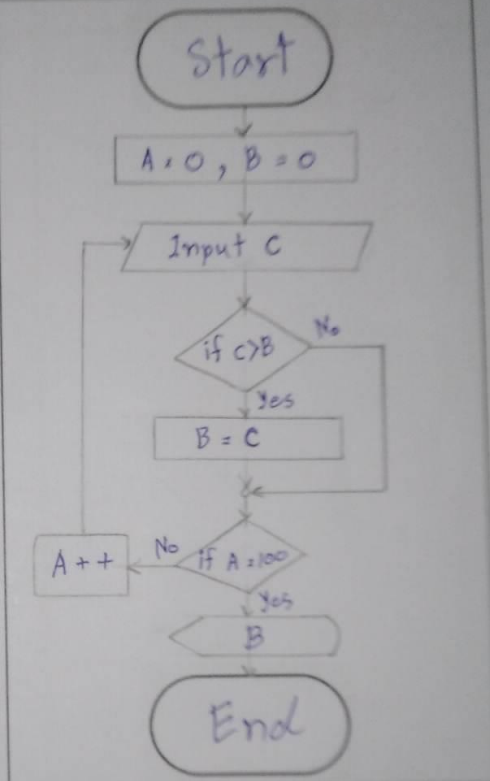 Start
A = 0, B = 0
Input C
if C>B
No
Yes
B = C
No
if A = 100
A++
Yes
B
End